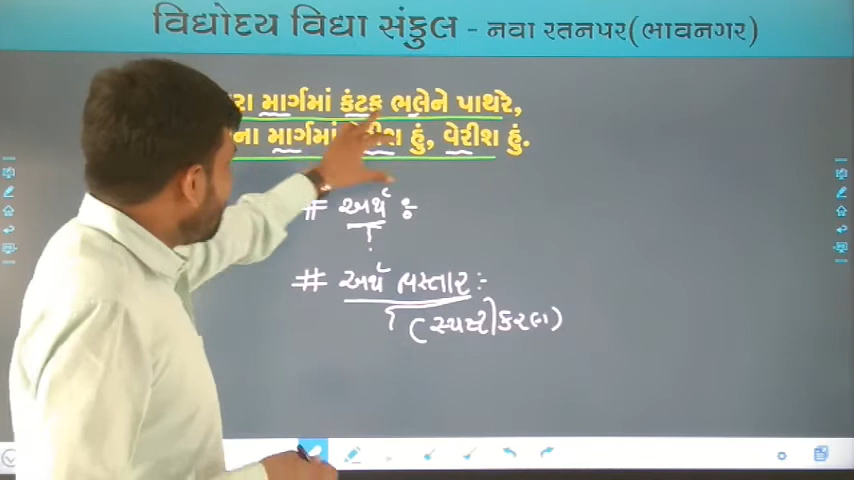 વિદ્યોદય વિદ્યા સંકુલ - નવા રતનપર(ભાવનગર)
માર્ગમાં કંટક ભલેને પાથરે,
માર્ગમાં હું, વેરીશ હું.
# અર્થ :-
# અર્થ વિસ્તાર :-
(સ્પષ્ટીકરણ)